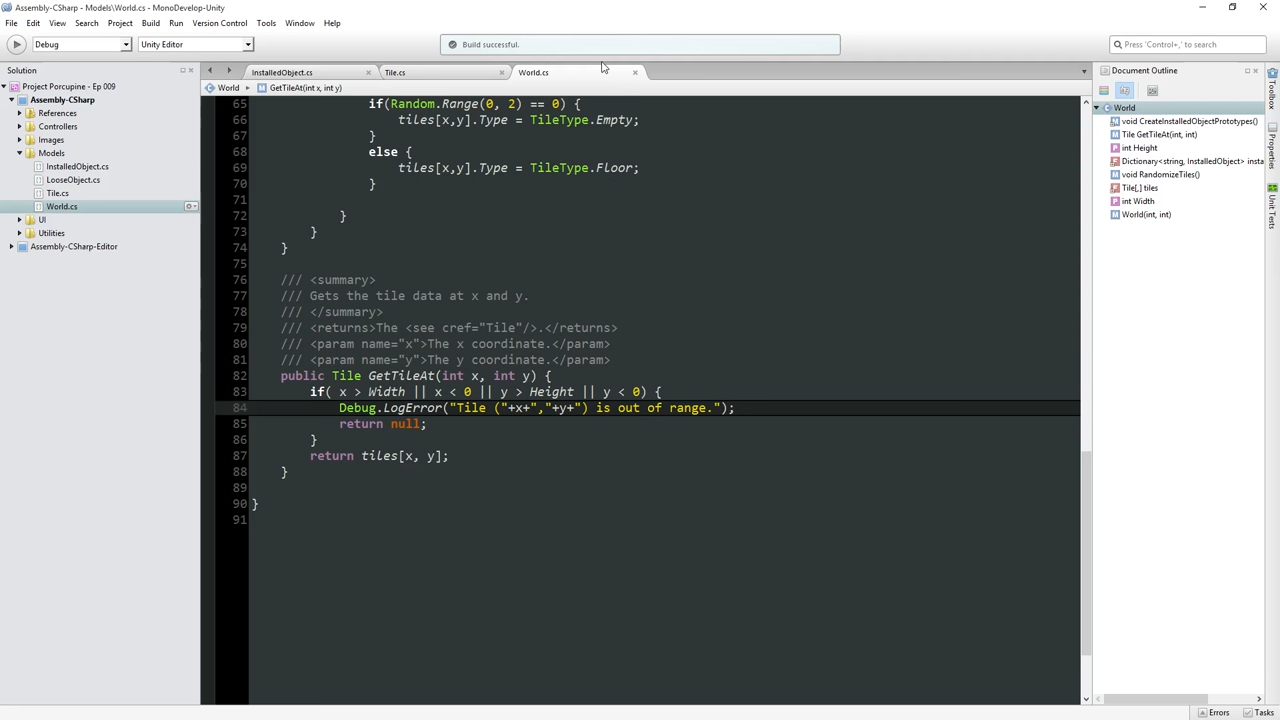 Assembly-CSharp - Models\World.cs - MonoDevelop-Unity
File Edit View Search Project Build Run Version Control Tools Window Help
Debug
Unity Editor
Build successful.
Press 'Control+,' to search
Solution
Project Porcupine - Ep 009
Assembly-CSharp
References
Controllers
Images
Models
InstalledObject.cs
LooseObject.cs
Tile.cs
World.cs
UI
Utilities
Assembly-CSharp-Editor
InstalledObject.cs
Tile.cs
World.cs
World
GetTileAt(int x, int y)
65 if(Random.Range(0, 2) == 0) {
66 tiles[x,y].Type = TileType.Empty;
67 }
68 else {
69 tiles[x,y].Type = TileType.Floor;
70 }
71
72 }
73 }
74 }
75
76 /// <summary>
77 /// Gets the tile data at x and y.
78 /// </summary>
79 /// <returns>The <see cref="Tile"/>.</returns>
80 /// <param name="x">The x coordinate.</param>
81 /// <param name="y">The y coordinate.</param>
82 public Tile GetTileAt(int x, int y) {
83 if( x > Width || x < 0 || y > Height || y < 0) {
84 Debug.LogError("Tile ("+x+","+y+") is out of range.");
85 return null;
86 }
87 return tiles[x, y];
88 }
89
90 }
91
Document Outline
World
void CreateInstalledObjectPrototypes()
Tile GetTileAt(int, int)
int Height
Dictionary<string, InstalledObject> insta
void RandomizeTiles()
Tile[,] tiles
int Width
World(int, int)
Toolbox
Properties
Unit Tests
Errors
Tasks